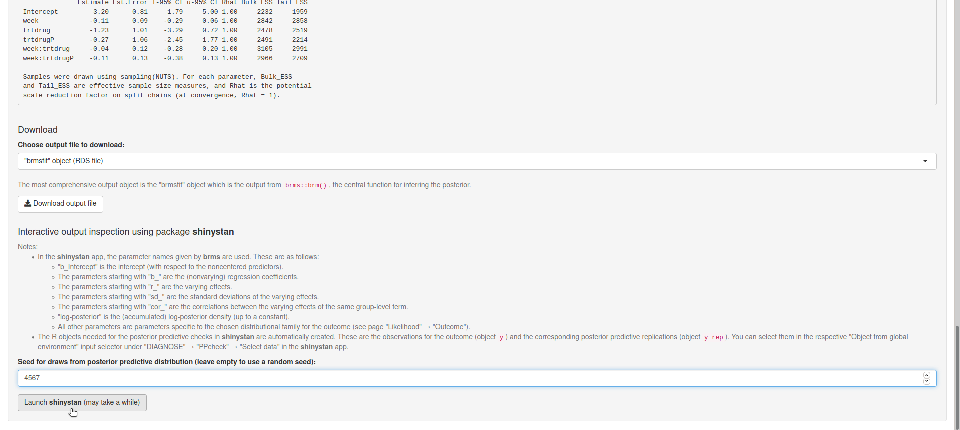 Estimate Est.Error l-95% CI u-95% CI Rhat Bulk_ESS Tail_ESS
Intercept 3.20 0.81 1.79 5.00 1.00 2232 1959
week -0.11 0.09 -0.29 0.06 1.00 2842 2858
trtdrug -1.23 1.01 -3.29 0.72 1.00 2478 2519
trtdrugP -0.27 1.06 -2.45 1.77 1.00 2491 2214
week:trtdrug -0.04 0.12 -0.28 0.20 1.00 3105 2991
week:trtdrugP -0.11 0.13 -0.38 0.13 1.00 2966 2709
Samples were drawn using sampling(NUTS). For each parameter, Bulk_ESS
and Tail_ESS are effective sample size measures, and Rhat is the potential
scale reduction factor on split chains (at convergence, Rhat = 1).
Download
Choose output file to download:
"brmsfit" object (RDS file)
The most comprehensive output object is the "brmsfit" object which is the output from brms::brm(), the central function for inferring the posterior.
Download output file
Interactive output inspection using package shinystan
Notes:
• In the shinystan app, the parameter names given by brms are used. These are as follows:
◦ "b_Intercept" is the intercept (with respect to the noncentered predictors).
◦ The parameters starting with "b_" are the (nonvarying) regression coefficients.
◦ The parameters starting with "r_" are the varying effects.
◦ The parameters starting with "sd_" are the standard deviations of the varying effects.
◦ The parameters starting with "cor_" are the correlations between the varying effects of the same group-level term.
◦ "log-posterior" is the (accumulated) log-posterior density (up to a constant).
◦ All other parameters are parameters specific to the chosen distributional family for the outcome (see page "Likelihood" → "Outcome").
• The R objects needed for the posterior predictive checks in shinystan are automatically created. These are the observations for the outcome (object y) and the corresponding posterior predictive replications (object y_rep). You can select them in the respective "Object from global
environment" input selector under "DIAGNOSE" → "PPcheck" → "Select data" in the shinystan app.
Seed for draws from posterior predictive distribution (leave empty to use a random seed):
4567
Launch shinystan (may take a while)